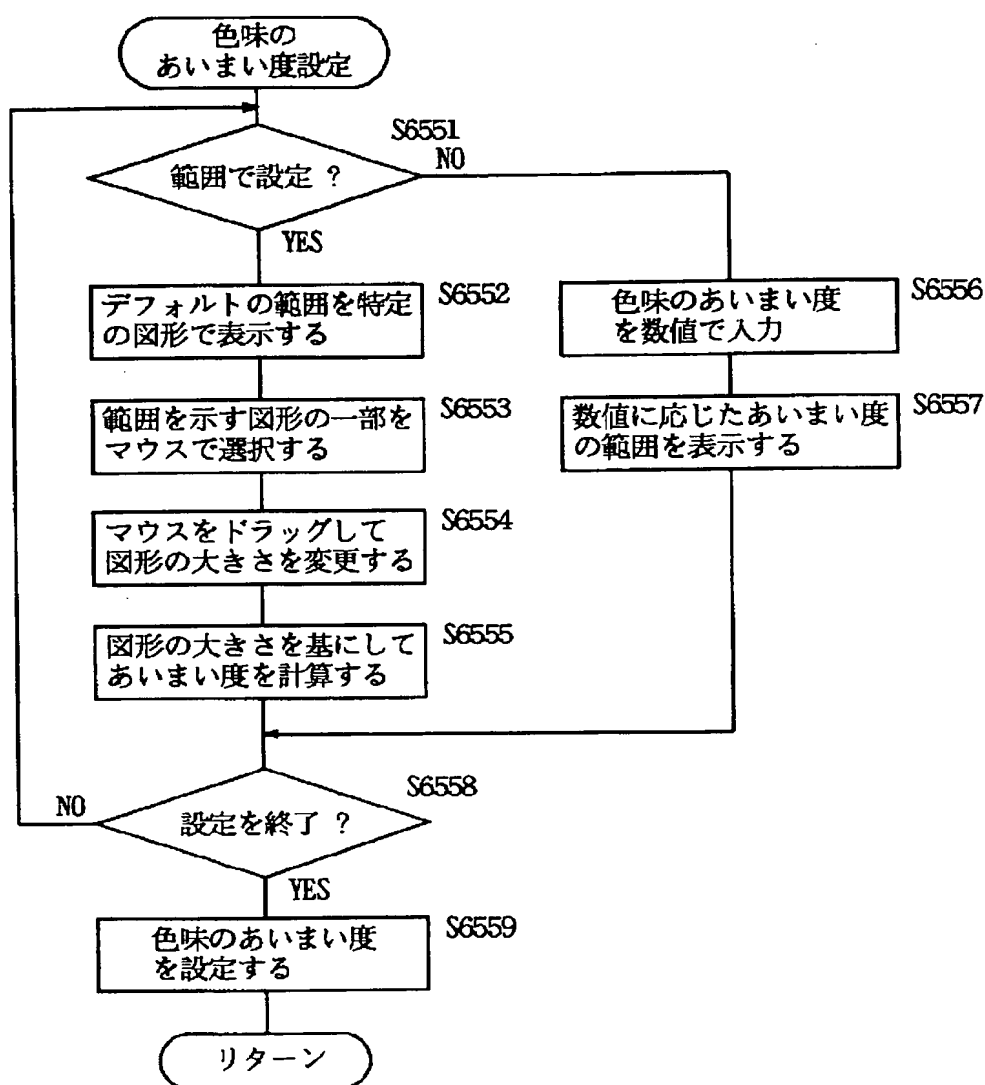 色味の
あいまい度設定
S6551
範囲で設定 ?
NO
YES
デフォルトの範囲を特定
の図形で表示する
S6552
範囲を示す図形の一部を
マウスで選択する
S6553
マウスをドラッグして
図形の大きさを変更する
S6554
図形の大きさを基にして
あいまい度を計算する
S6555
色味のあいまい度
を数値で入力
S6556
数値に応じたあいまい度
の範囲を表示する
S6557
S6558
設定を終了 ?
NO
YES
色味のあいまい度
を設定する
S6559
リターン